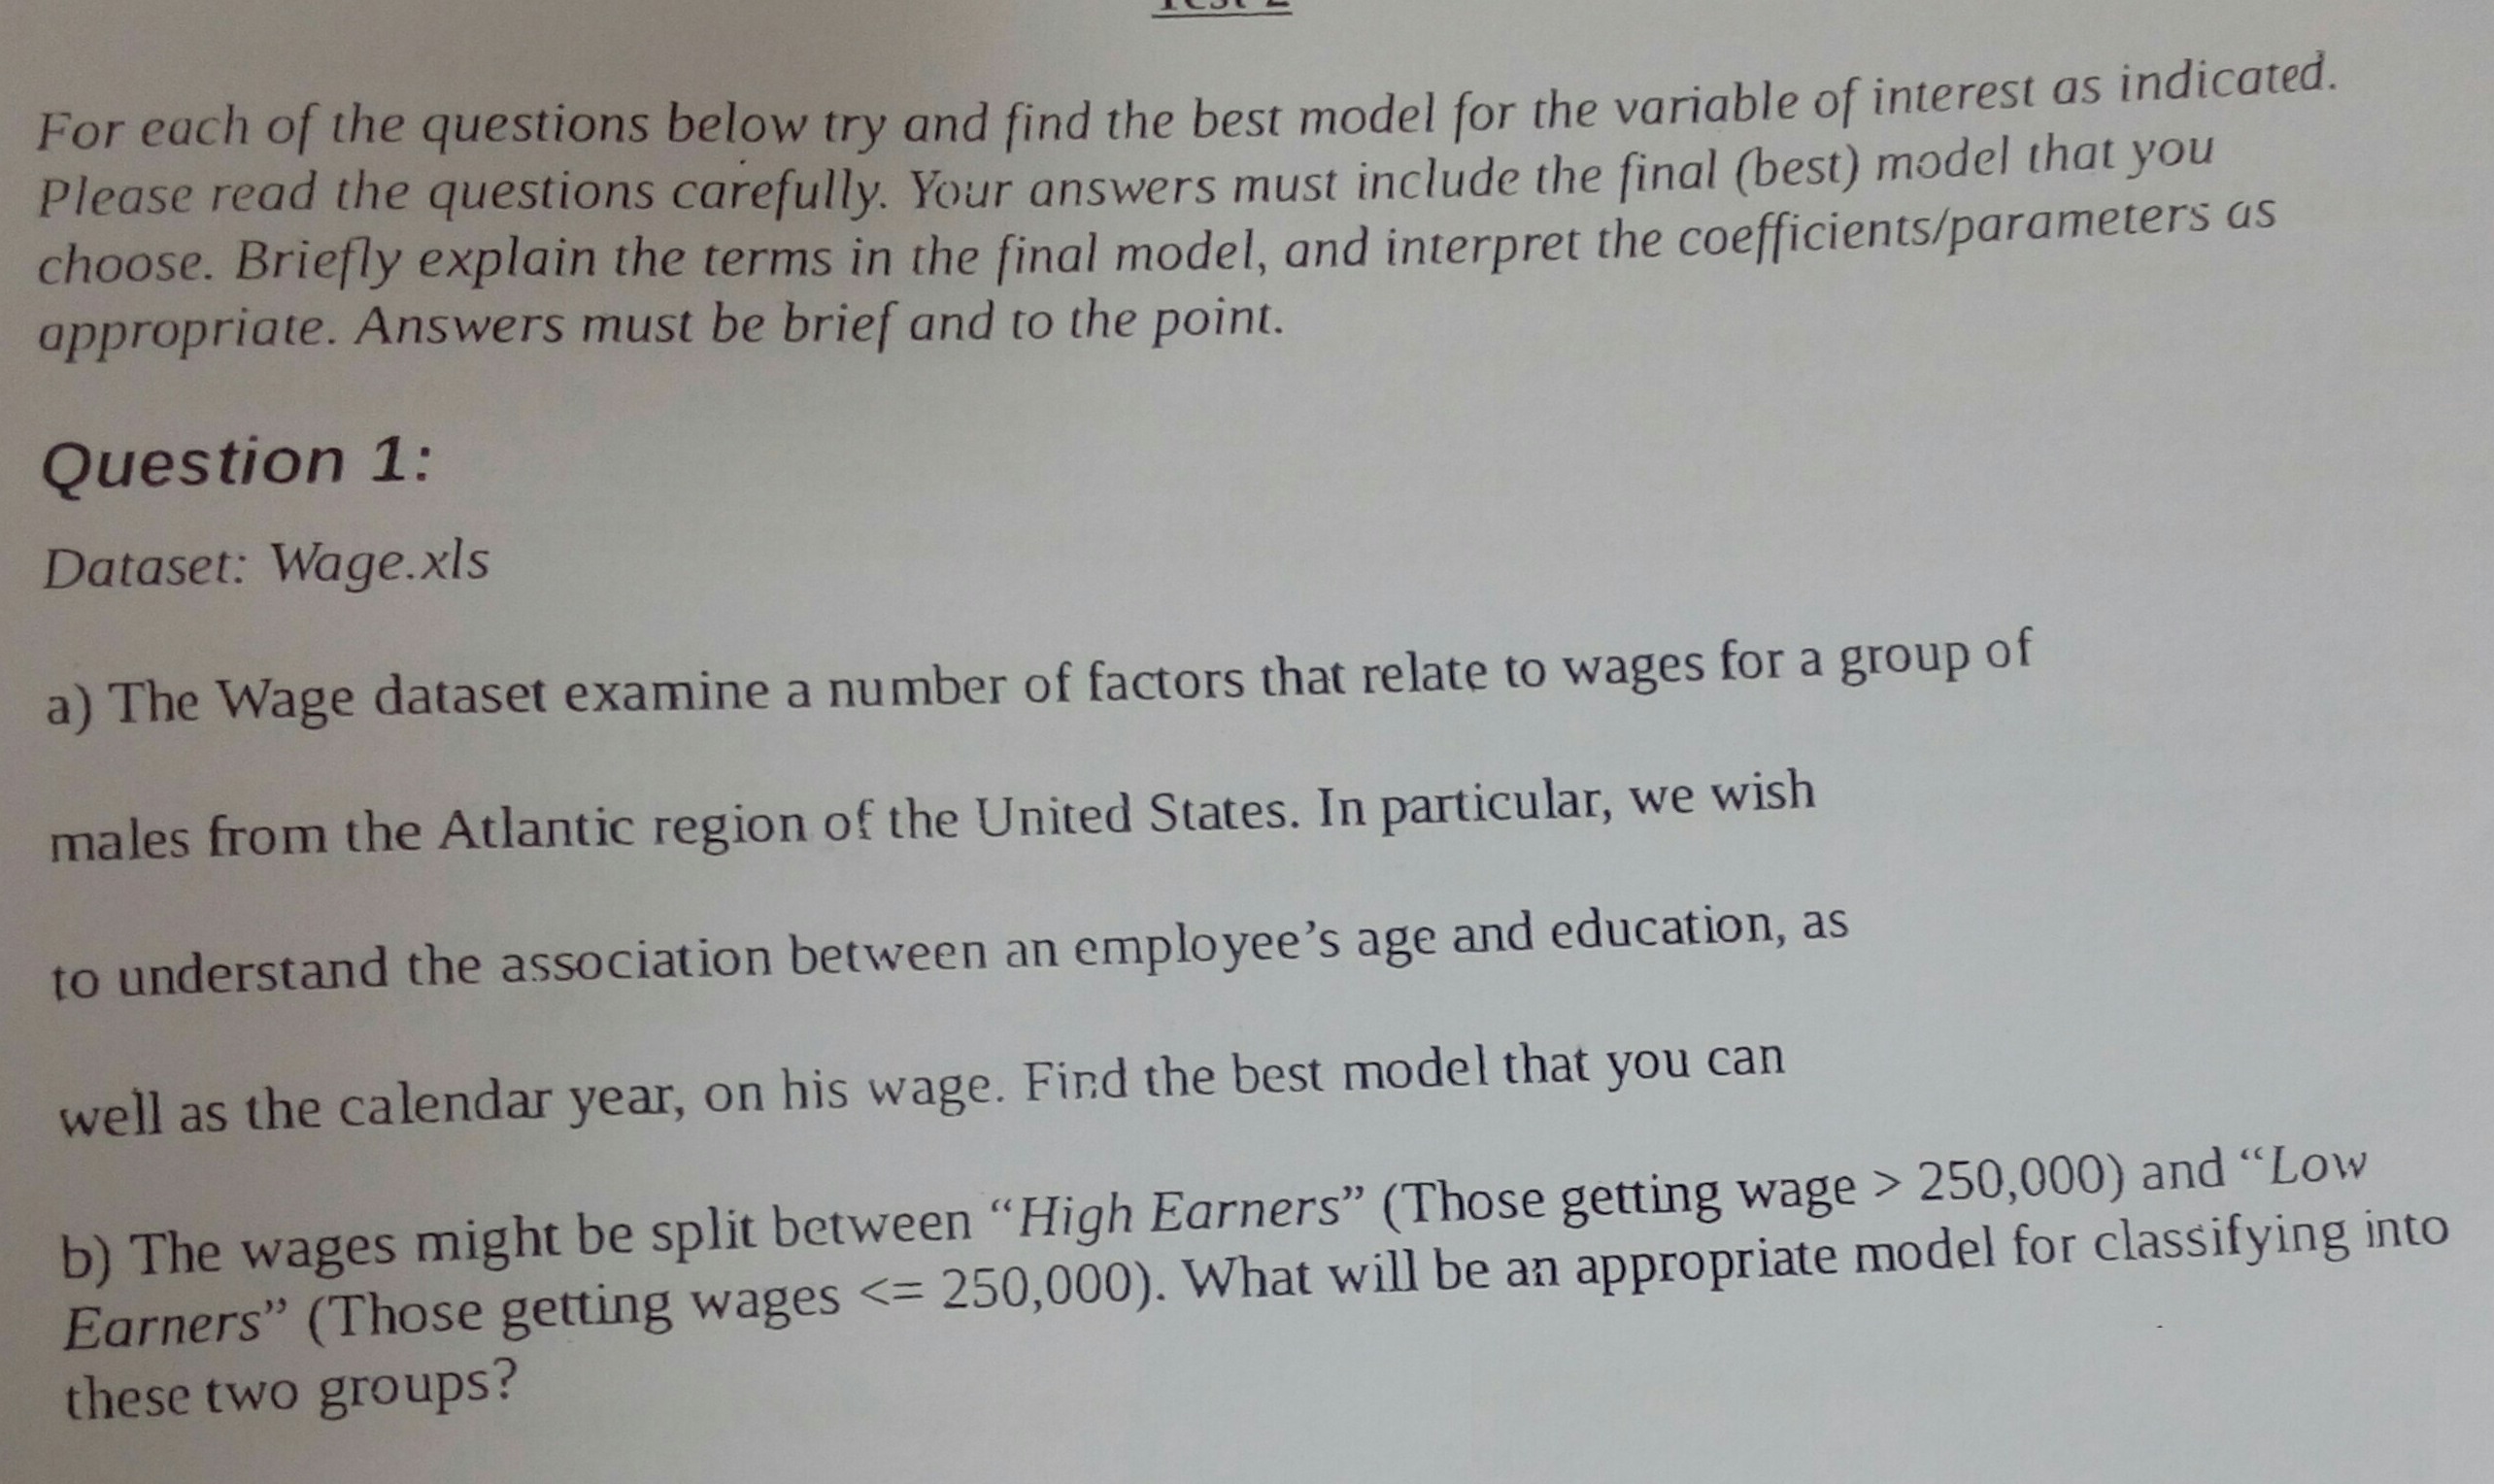 For each of the questions below try and find the best model for the variable of interest as indicated.
Please read the questions carefully. Your answers must include the final (best) model that you
choose. Briefly explain the terms in the final model, and interpret the coefficients/parameters as
appropriate. Answers must be brief and to the point.
Question 1:
Dataset: Wage.xls
a) The Wage dataset examine a number of factors that relate to wages for a group of
males from the Atlantic region of the United States. In particular, we wish
to understand the association between an employee’s age and education, as
well as the calendar year, on his wage. Find the best model that you can
b) The wages might be split between “High Earners” (Those getting wage > 250,000) and “Low
Earners” (Those getting wages <= 250,000). What will be an appropriate model for classifying into
these two groups?